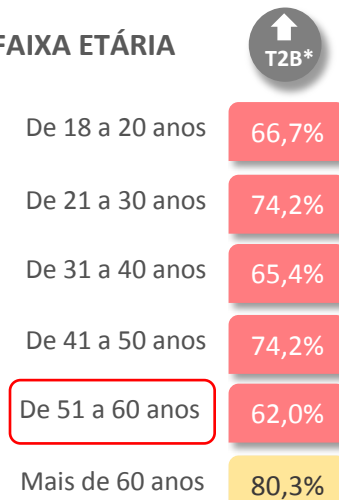 FAIXA ETÁRIA
T2B*
De 18 a 20 anos 66,7%
De 21 a 30 anos 74,2%
De 31 a 40 anos 65,4%
De 41 a 50 anos 74,2%
De 51 a 60 anos 62,0%
Mais de 60 anos 80,3%